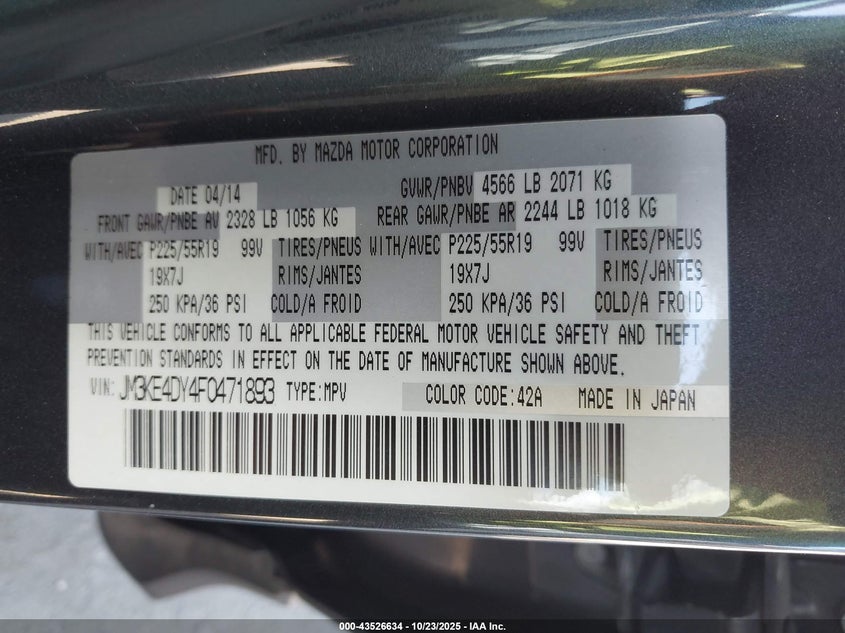 MFD. BY MAZDA MOTOR CORPORATION
DATE 04/14 GVWR/PNBV 4566 LB 2071 KG
FRONT GAWR/PNBE AV 2328 LB 1056 KG REAR GAWR/PNBE AR 2244 LB 1018 KG
WITH/AVEC P225/55R19 99V TIRES/PNEUS WITH/AVEC P225/55R19 99V TIRES/PNEUS
19X7J RIMS/JANTES 19X7J RIMS/JANTES
250 KPA/36 PSI COLD/A FROID 250 KPA/36 PSI COLD/A FROID
THIS VEHICLE CONFORMS TO ALL APPLICABLE FEDERAL MOTOR VEHICLE SAFETY AND THEFT
PREVENTION STANDARDS IN EFFECT ON THE DATE OF MANUFACTURE SHOWN ABOVE.
VIN: JM3KE4DY4F0471893 TYPE:MPV COLOR CODE:42A MADE IN JAPAN
000-43526634 - 10/23/2025 - IAA Inc.